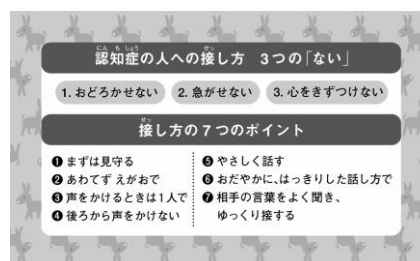 認知症の人への接し方 3つの「ない」
1. おどろかせない 2. 急がせない 3. 心をきずつけない
接し方の7つのポイント
❶ まずは見守る
❷ あわてず えがおで
❸ 声をかけるときは1人で
❹ 後ろから声をかけない
❺ やさしく話す
❻ おだやかに、はっきりした話し方で
❼ 相手の言葉をよく聞き、
ゆっくり接する